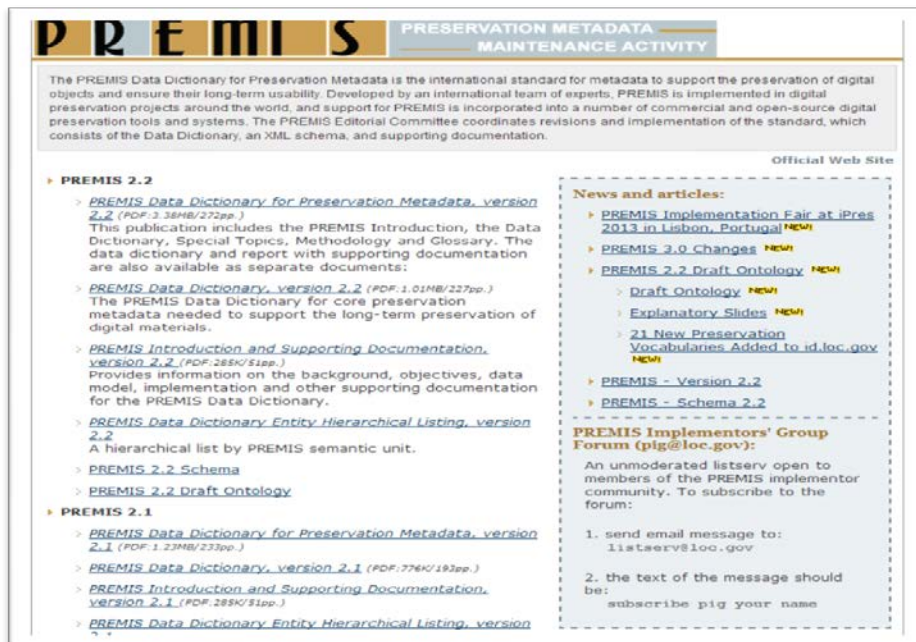 PREMIS
PRESERVATION METADATA
MAINTENANCE ACTIVITY
The PREMIS Data Dictionary for Preservation Metadata is the international standard for metadata to support the preservation of digital
objects and ensure their long-term usability. Developed by an international team of experts, PREMIS is implemented in digital
preservation projects around the world, and support for PREMIS is incorporated into a number of commercial and open-source digital
preservation tools and systems. The PREMIS Editorial Committee coordinates revisions and implementation of the standard, which
consists of the Data Dictionary, an XML schema, and supporting documentation.
Official Web Site
PREMIS 2.2
PREMIS Data Dictionary for Preservation Metadata, version
2.2 (PDF:3.38MB/272pp.)
This publication includes the PREMIS Introduction, the Data
Dictionary, Special Topics, Methodology and Glossary. The
data dictionary and report with supporting documentation
are also available as separate documents:
PREMIS Data Dictionary, version 2.2 (PDF:1.01MB/227pp.)
The PREMIS Data Dictionary for core preservation
metadata needed to support the long-term preservation of
digital materials.
PREMIS Introduction and Supporting Documentation,
version 2.2 (PDF:285K/51pp.)
Provides information on the background, objectives, data
model, implementation and other supporting documentation
for the PREMIS Data Dictionary.
PREMIS Data Dictionary Entity Hierarchical Listing, version
2.2
A hierarchical list by PREMIS semantic unit.
PREMIS 2.2 Schema
PREMIS 2.2 Draft Ontology
PREMIS 2.1
PREMIS Data Dictionary for Preservation Metadata, version
2.1 (PDF:1.23MB/233pp.)
PREMIS Data Dictionary, version 2.1 (PDF:776K/193pp.)
PREMIS Introduction and Supporting Documentation,
version 2.1 (PDF:285K/51pp.)
PREMIS Data Dictionary Entity Hierarchical Listing, version
2.1
News and articles:
PREMIS Implementation Fair at iPres
2013 in Lisbon, Portugal NEW!
PREMIS 3.0 Changes NEW!
PREMIS 2.2 Draft Ontology NEW!
Draft Ontology NEW!
Explanatory Slides NEW!
21 New Preservation
Vocabularies Added to id.loc.gov
NEW!
PREMIS - Version 2.2
PREMIS - Schema 2.2
PREMIS Implementors' Group
Forum (pig@loc.gov):
An unmoderated listserv open to
members of the PREMIS implementor
community. To subscribe to the
forum:
1. send email message to:
listserv@loc.gov
2. the text of the message should
be:
subscribe pig your name